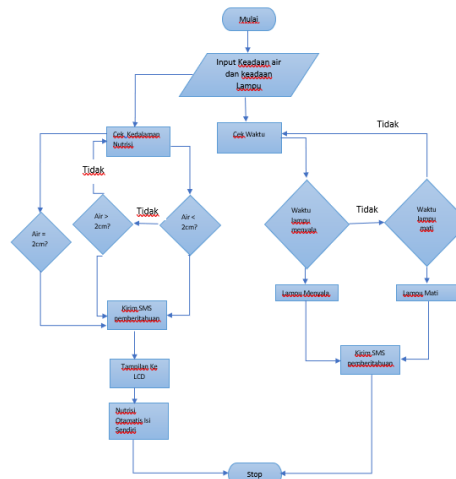 Mulai
Input Keadaan air
dan keadaan
Lampu
Cek Kedalaman
Nutrisi
Cek Waktu
Tidak
Tidak
Air =
2cm?
Air >
2cm?
Tidak
Air <
2cm?
Waktu
lampu
menyala
Tidak
Waktu
lampu
mati
Lampu Menyala
Lampu Mati
Kirim SMS
pemberitahuan
Kirim SMS
pemberitahuan
Tampilan Ke
LCD
Nutrisi
Otamatis Isi
Sendiri
Stop